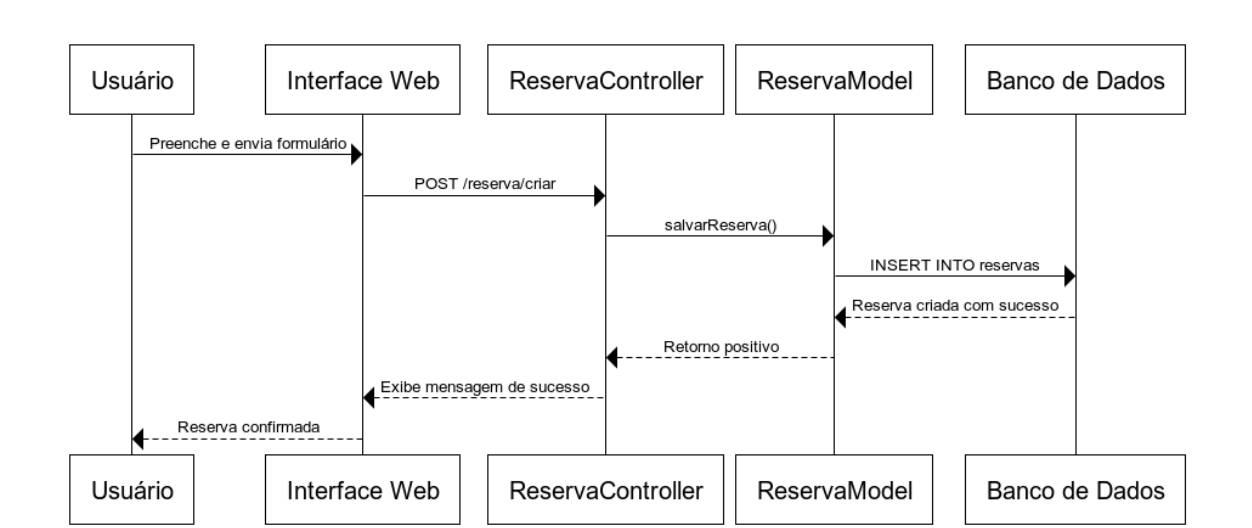 Usuário
Interface Web
ReservaController
ReservaModel
Banco de Dados
Preenche e envia formulário
POST /reserva/criar
salvarReserva()
INSERT INTO reservas
Reserva criada com sucesso
Retorno positivo
Exibe mensagem de sucesso
Reserva confirmada
Usuário
Interface Web
ReservaController
ReservaModel
Banco de Dados